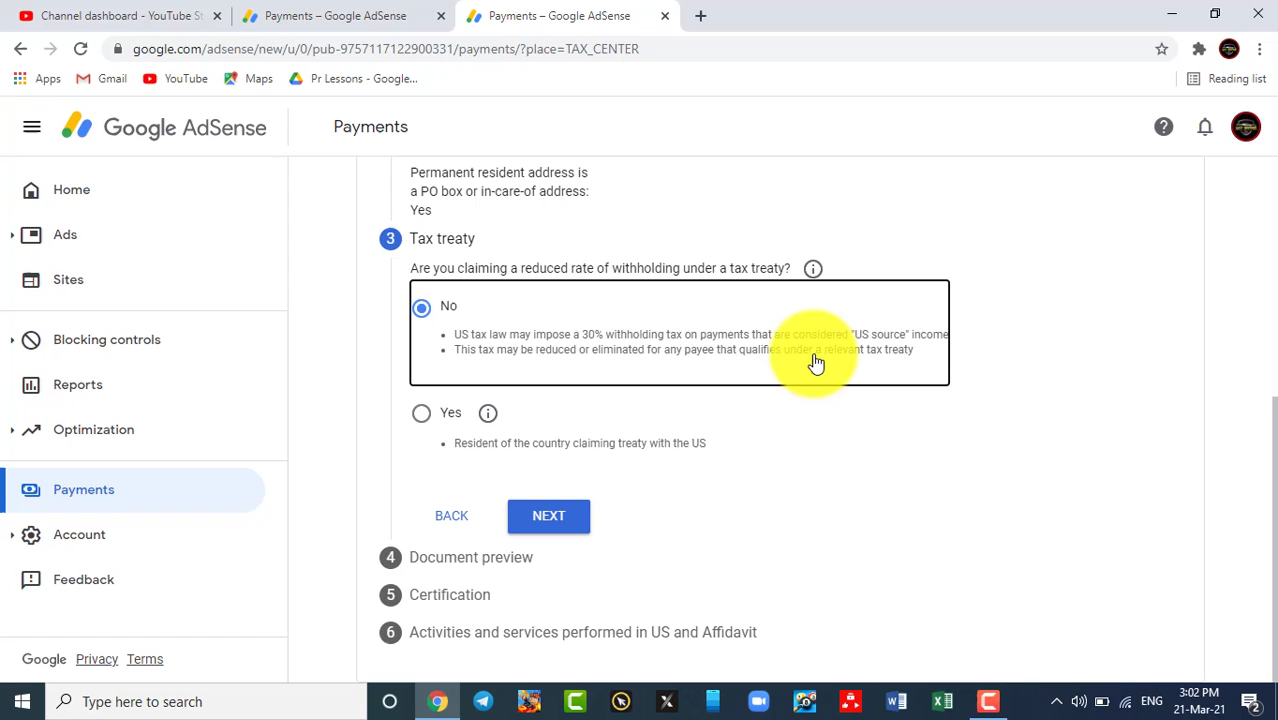 Channel dashboard - YouTube St
Payments – Google AdSense
Payments – Google AdSense
google.com/adsense/new/u/0/pub-9757117122900331/payments/?place=TAX_CENTER
Apps
Gmail
YouTube
Maps
Pr Lessons - Google...
Reading list
Google AdSense
Payments
Home
Ads
Sites
Blocking controls
Reports
Optimization
Payments
Account
Feedback
Google Privacy Terms
Permanent resident address is
a PO box or in-care-of address:
Yes
3 Tax treaty
Are you claiming a reduced rate of withholding under a tax treaty?
No
• US tax law may impose a 30% withholding tax on payments that are considered "US source" income
• This tax may be reduced or eliminated for any payee that qualifies under a relevant tax treaty
Yes
• Resident of the country claiming treaty with the US
BACK
NEXT
4 Document preview
5 Certification
6 Activities and services performed in US and Affidavit
Type here to search
ENG
3:02 PM
21-Mar-21
2